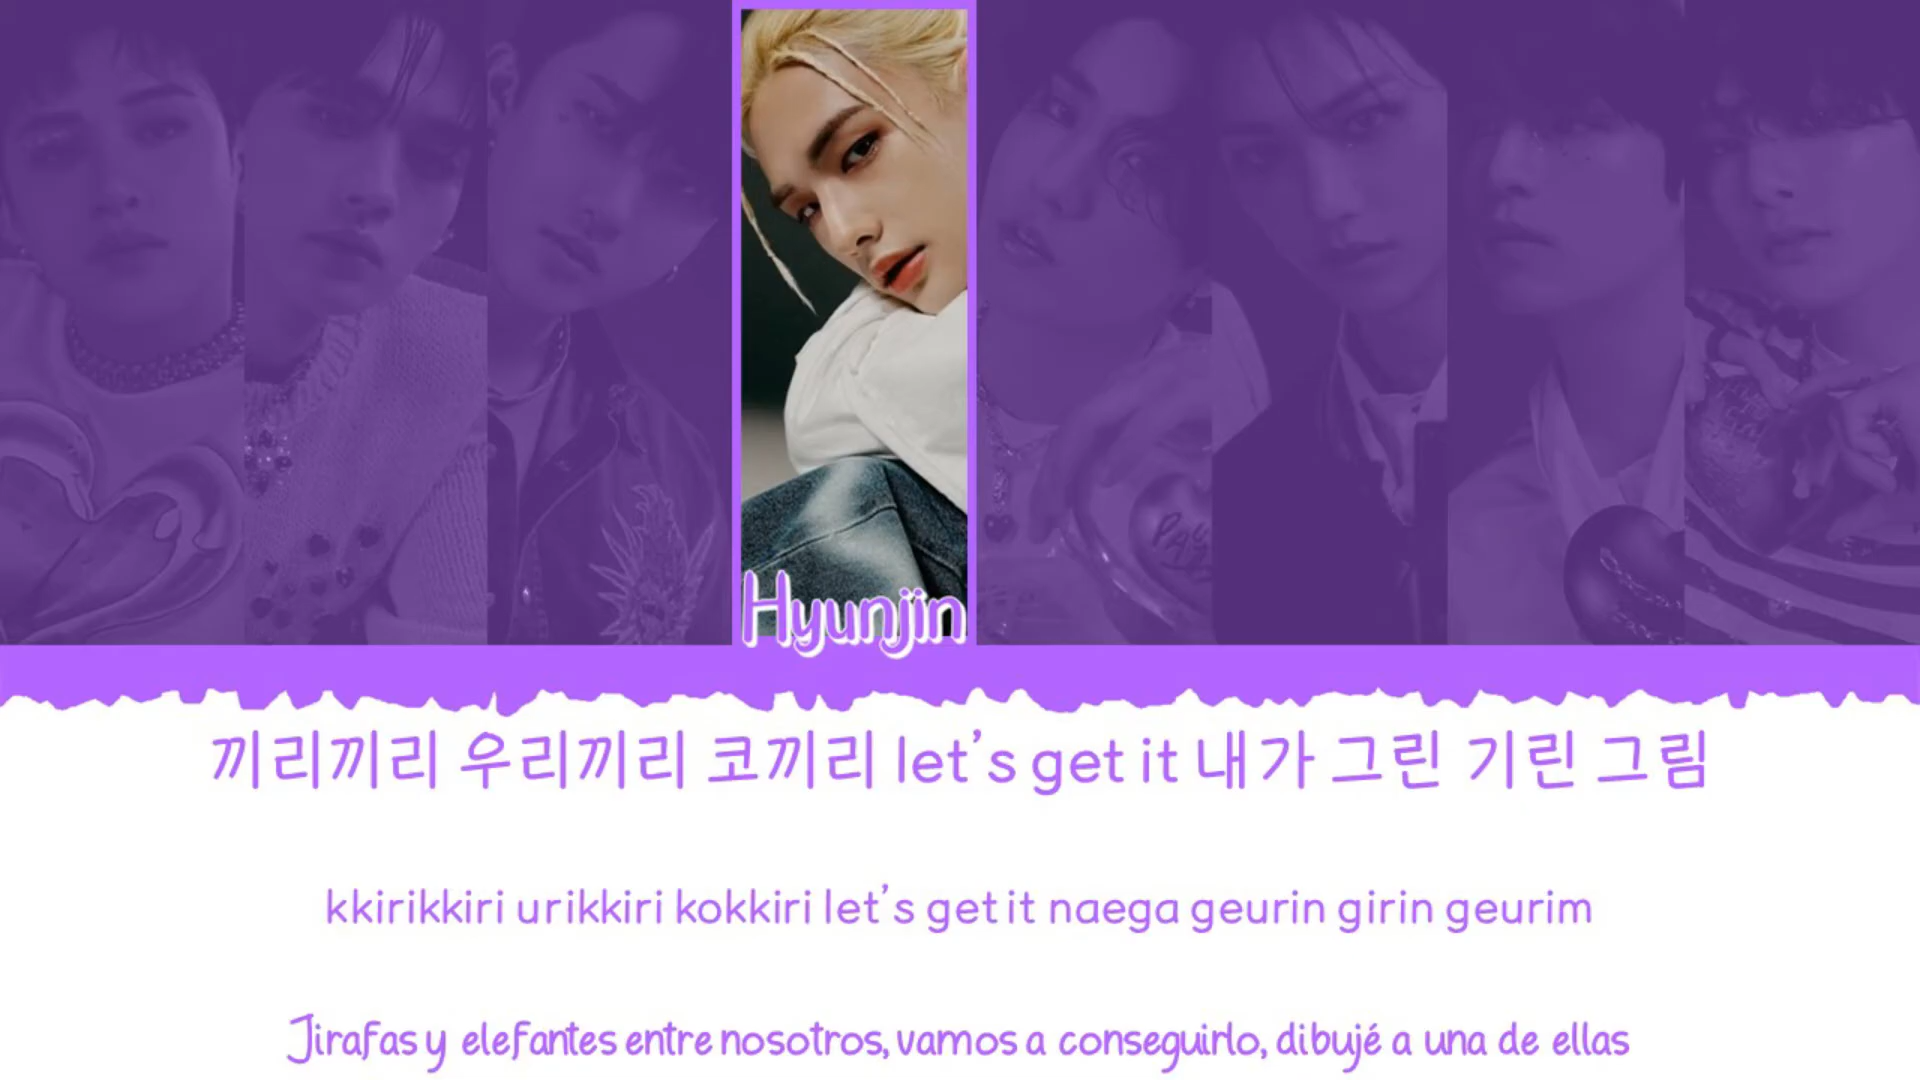 Hyunjin
끼리끼리 우리끼리 코끼리 let's get it 내가 그린 기린 그림
kkirikkiri urikkiri kokkiri let's get it naega geurin girin geurim
Jirafas y elefantes entre nosotros, vamos a conseguirlo, dibujé a una de ellas